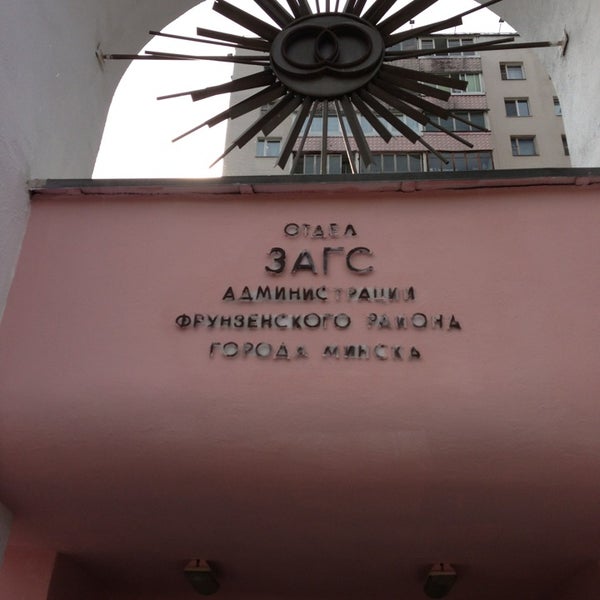 ОТДЕЛ
ЗАГС
АДМИНИСТРАЦИИ
ФРУНЗЕНСКОГО РАЙОНА
ГОРОДА МИНСКА